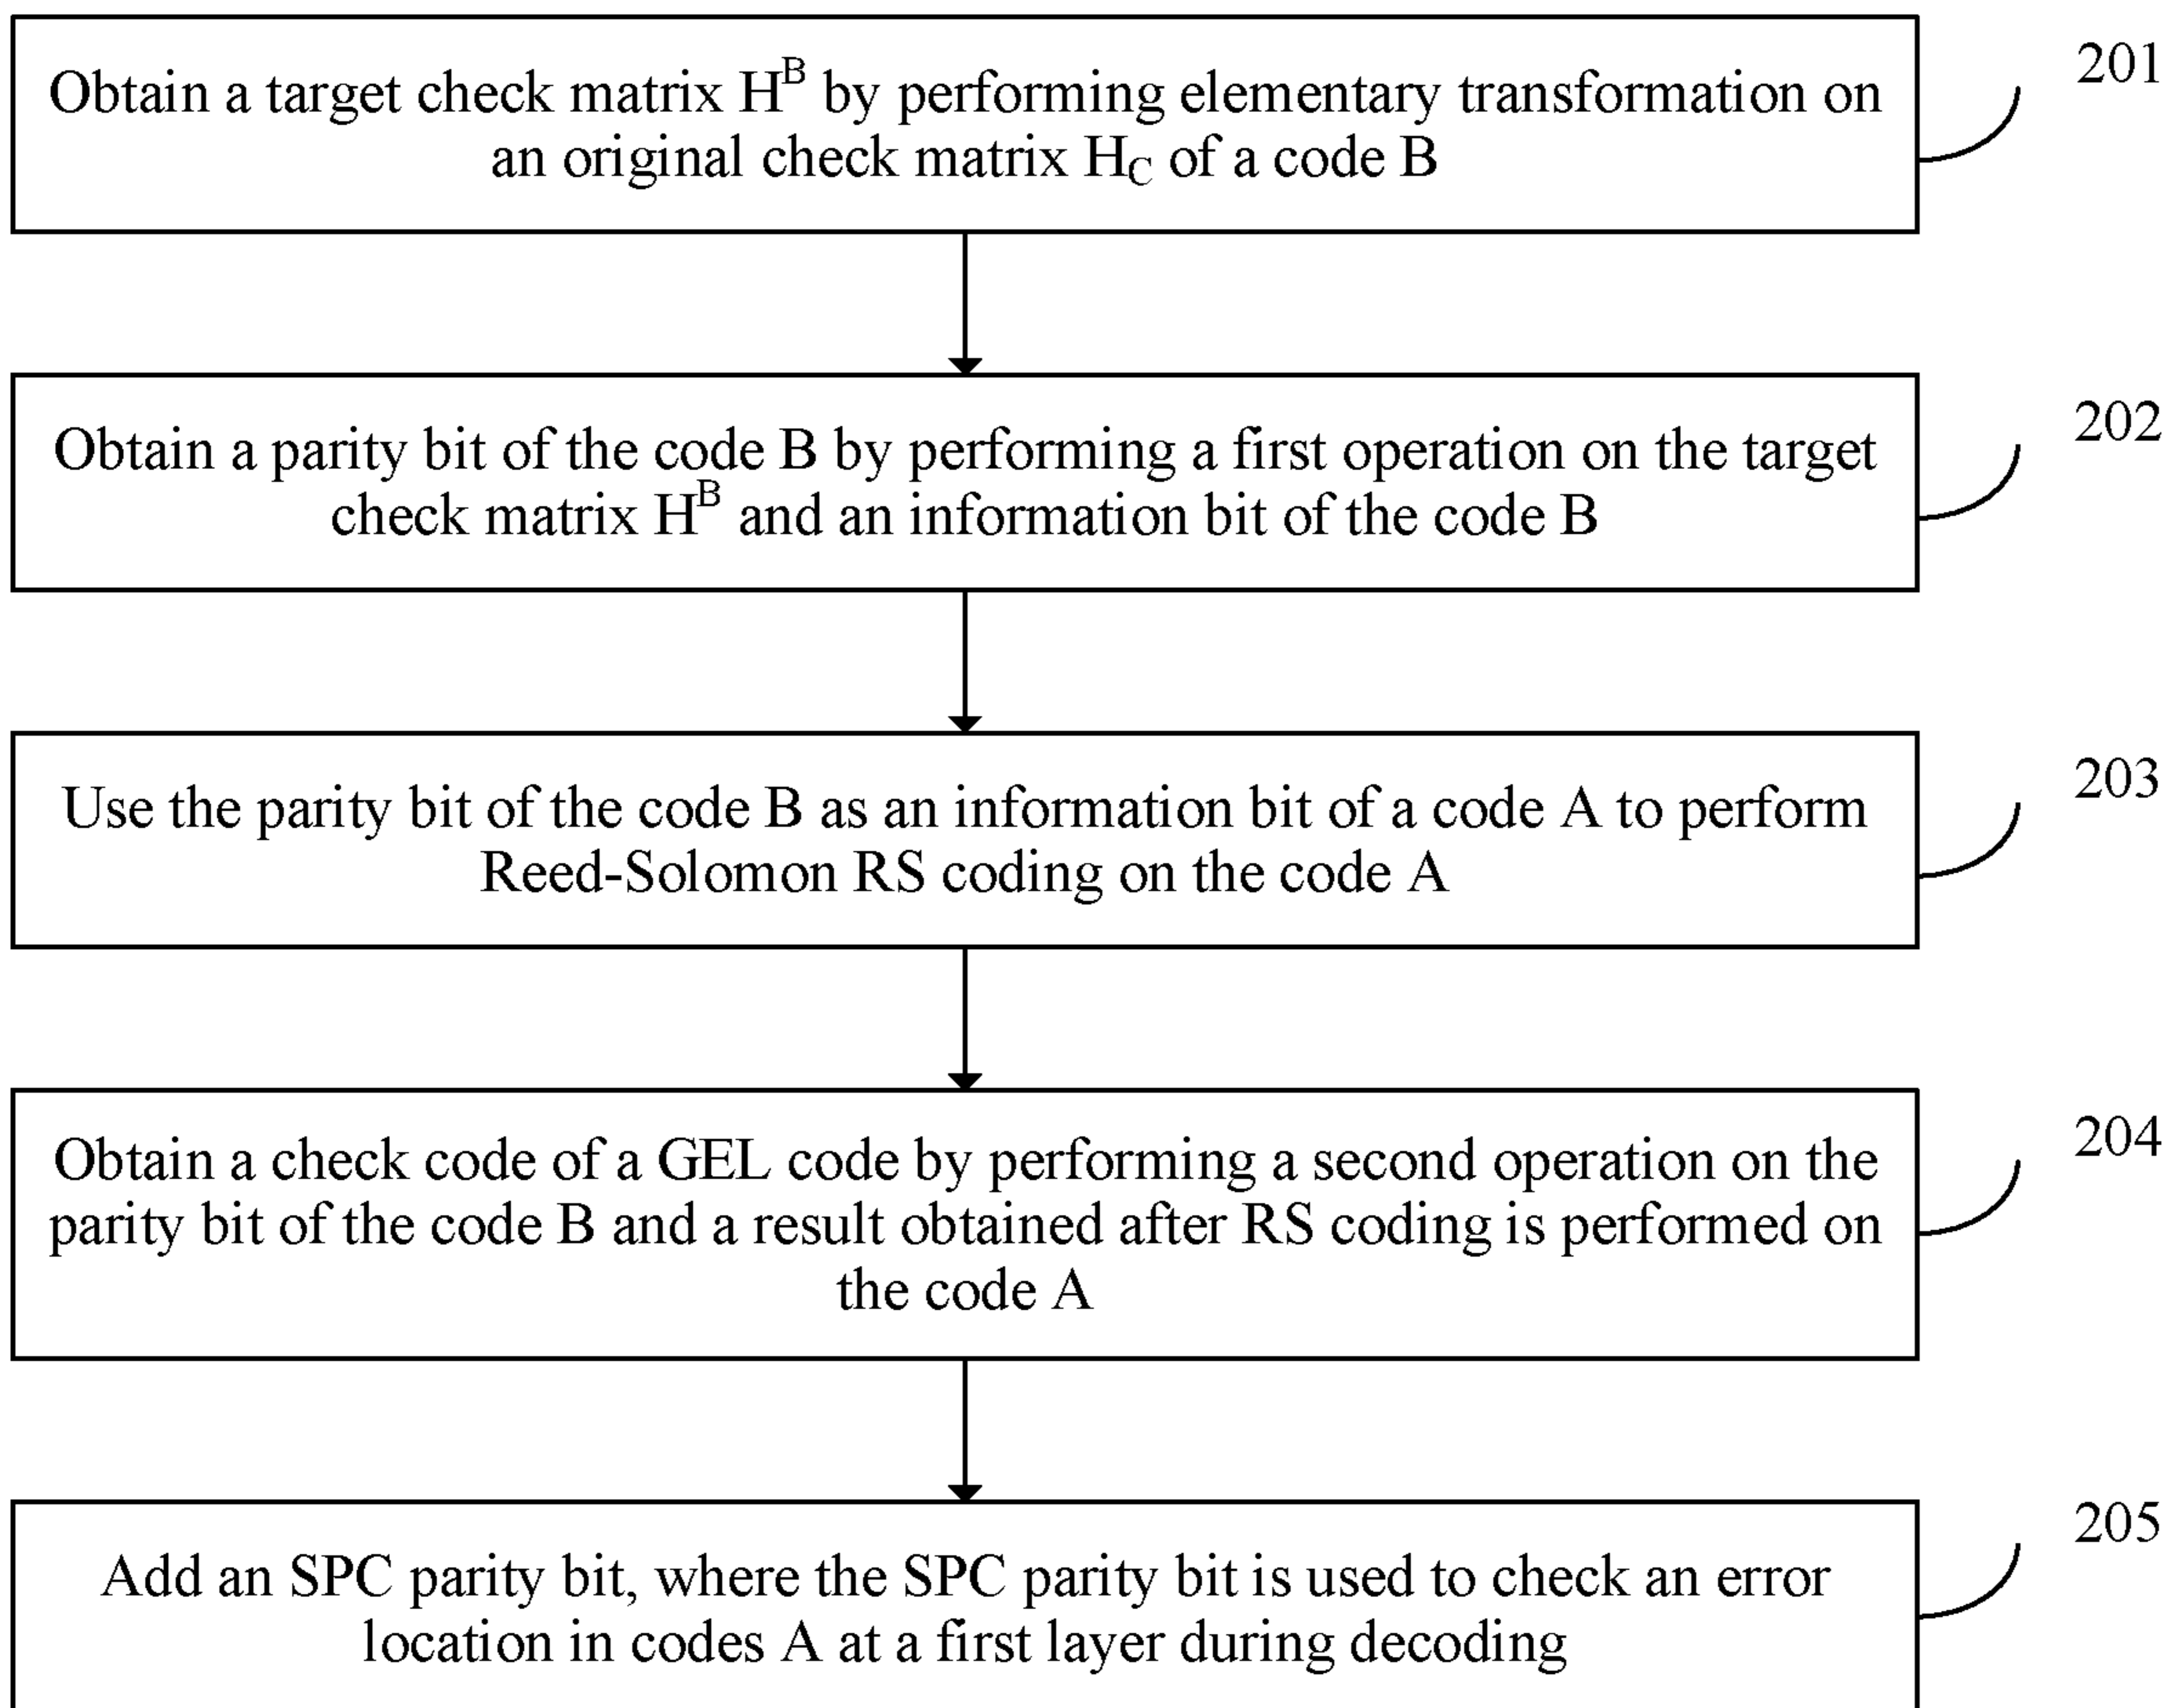 Obtain a target check matrix H^B by performing elementary transformation on
an original check matrix H_C of a code B
201
Obtain a parity bit of the code B by performing a first operation on the target
check matrix H^B and an information bit of the code B
202
Use the parity bit of the code B as an information bit of a code A to perform
Reed-Solomon RS coding on the code A
203
Obtain a check code of a GEL code by performing a second operation on the
parity bit of the code B and a result obtained after RS coding is performed on
the code A
204
Add an SPC parity bit, where the SPC parity bit is used to check an error
location in codes A at a first layer during decoding
205